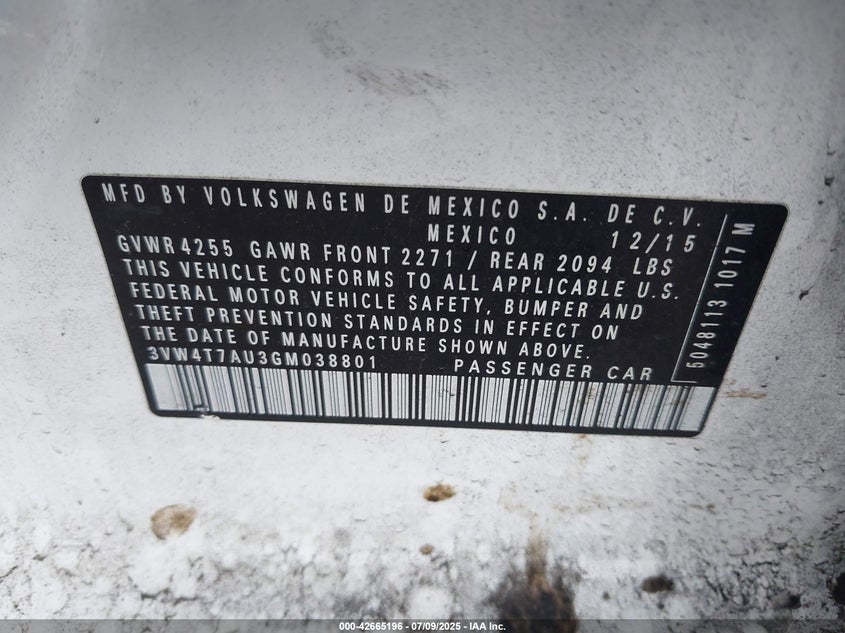 MFD BY VOLKSWAGEN DE MEXICO S.A. DE C.V.
MEXICO 12/15
GVWR 4255 GAWR FRONT 2271 / REAR 2094 LBS
THIS VEHICLE CONFORMS TO ALL APPLICABLE U.S.
FEDERAL MOTOR VEHICLE SAFETY, BUMPER AND
THEFT PREVENTION STANDARDS IN EFFECT ON
THE DATE OF MANUFACTURE SHOWN ABOVE.
3VW4T7AU3GM038801 PASSENGER CAR
5048113 1017 M
000-42665196 - 07/09/2025 - IAA Inc.